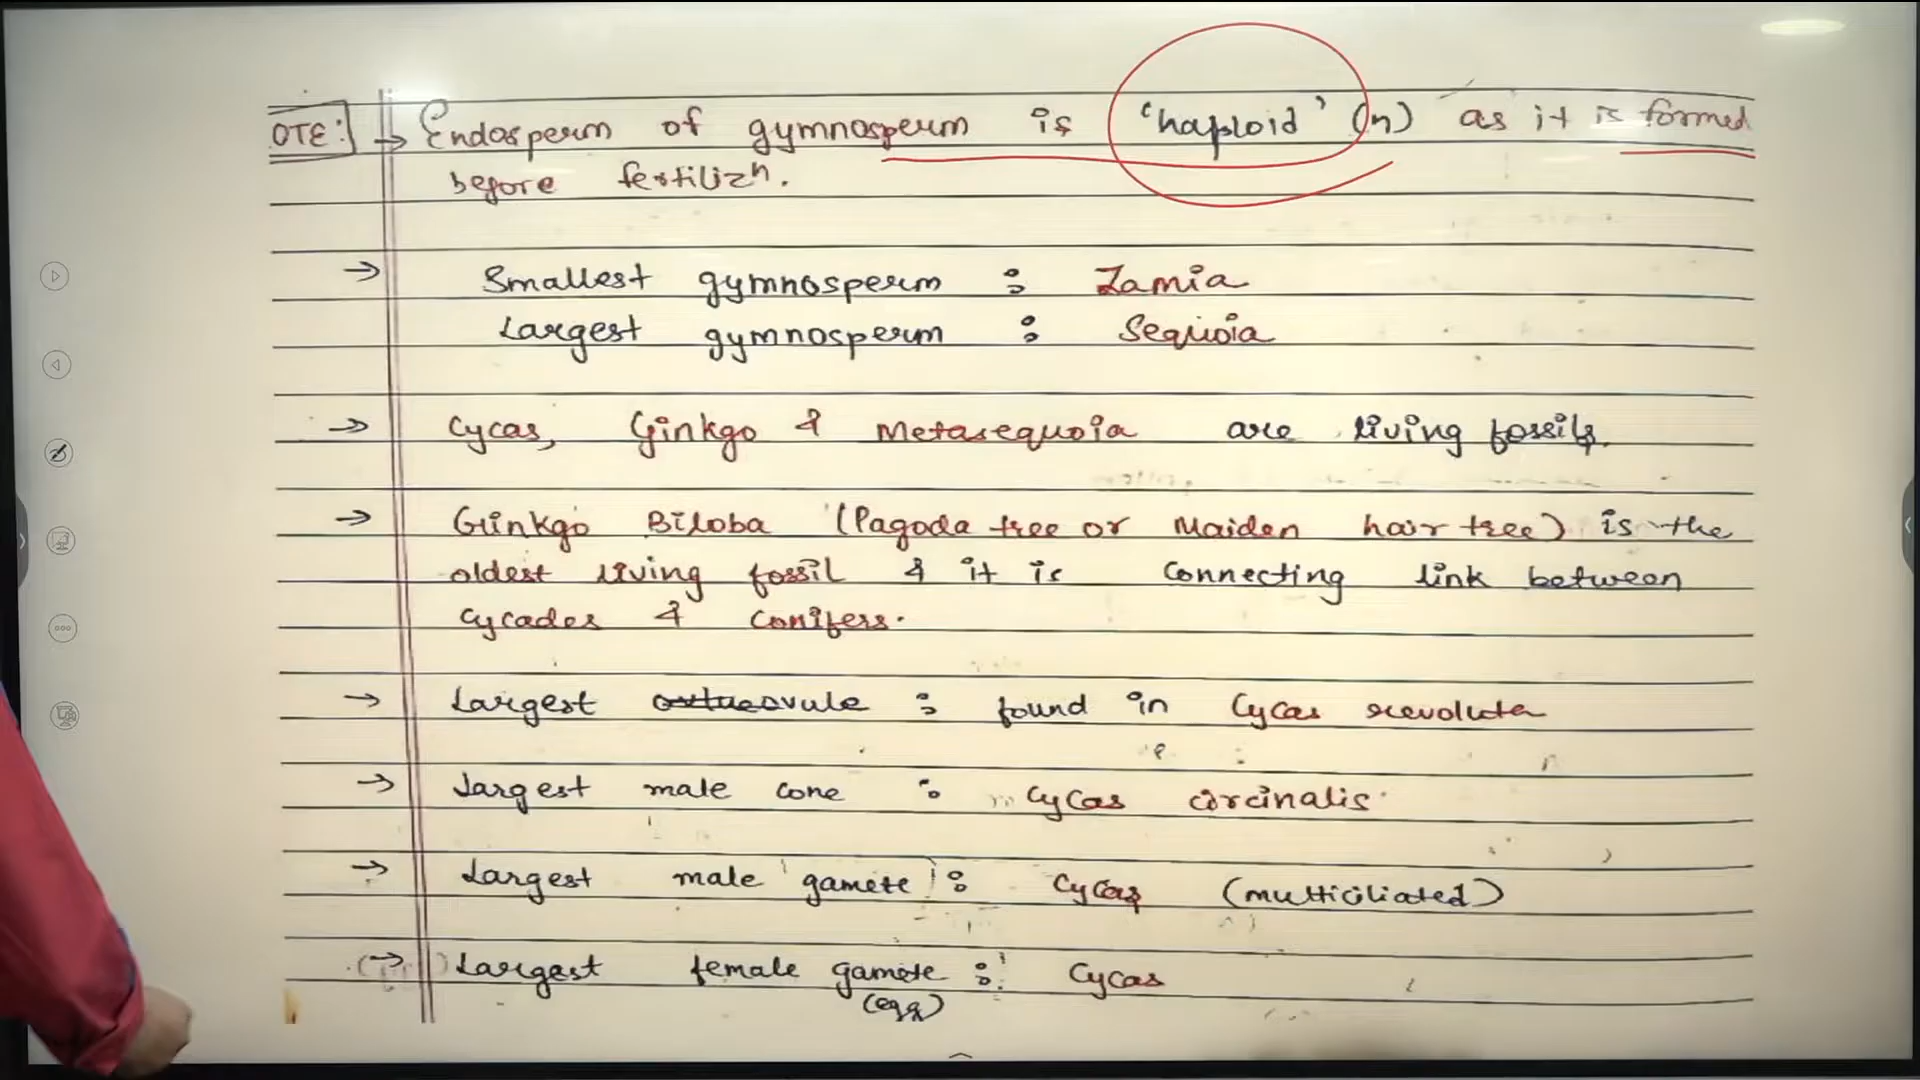 OTE: → Endosperm of gymnosperm is 'haploid' (n) as it is formed
before fertilizn.
→ Smallest gymnosperm : Zamia
Largest gymnosperm : Sequoia
→ Cycas, Ginkgo & Metasequoia are living fossils.
→ Ginkgo Biloba (Pagoda tree or Maiden hair tree) is the
oldest living fossil & it is connecting link between
cycades & conifers.
→ Largest ovule : found in Cycas revoluta
→ Largest male cone : Cycas circinalis.
→ Largest male gamete : Cycas (multiciliated)
→ Largest female gamete : Cycas
(egg)